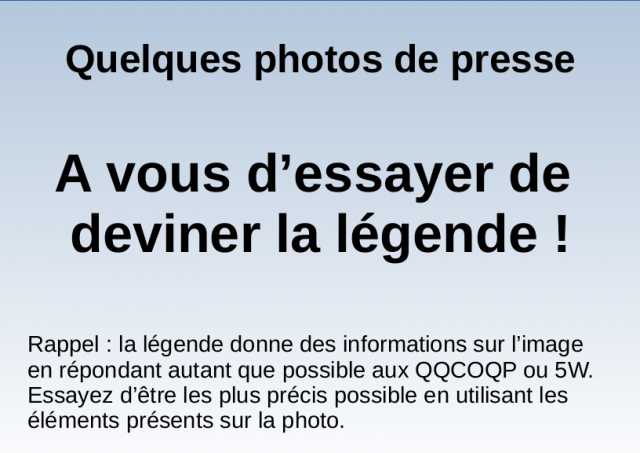 Quelques photos de presse
A vous d’essayer de
deviner la légende !
Rappel : la légende donne des informations sur l’image
en répondant autant que possible aux QQCOQP ou 5W.
Essayez d’être les plus précis possible en utilisant les
éléments présents sur la photo.